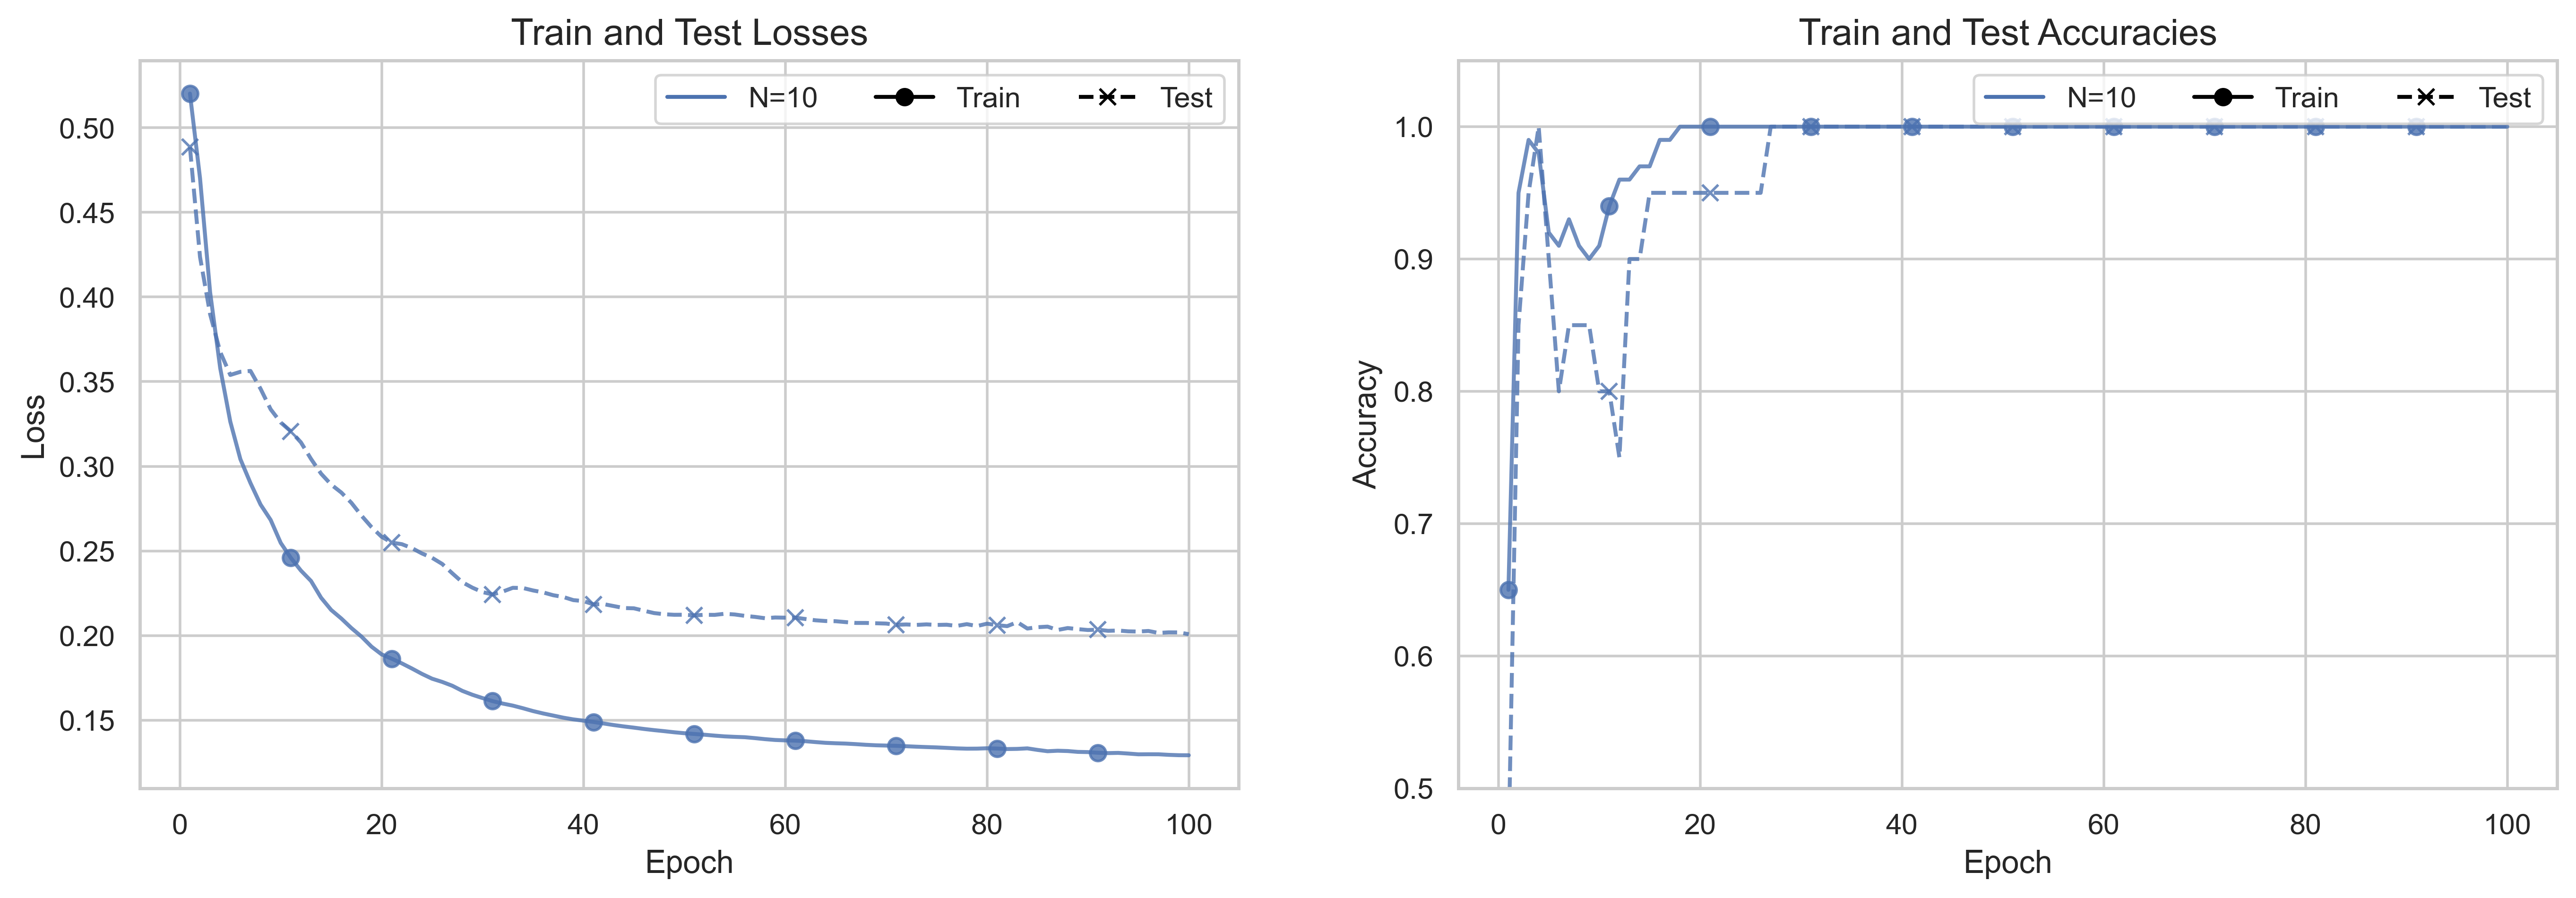 Train and Test Losses
N=10 Train Test
0.50
0.45
0.40
0.35
0.30
0.25
0.20
0.15
Loss
0 20 40 60 80 100
Epoch
Train and Test Accuracies
N=10 Train Test
1.0
0.9
0.8
0.7
0.6
0.5
Accuracy
0 20 40 60 80 100
Epoch